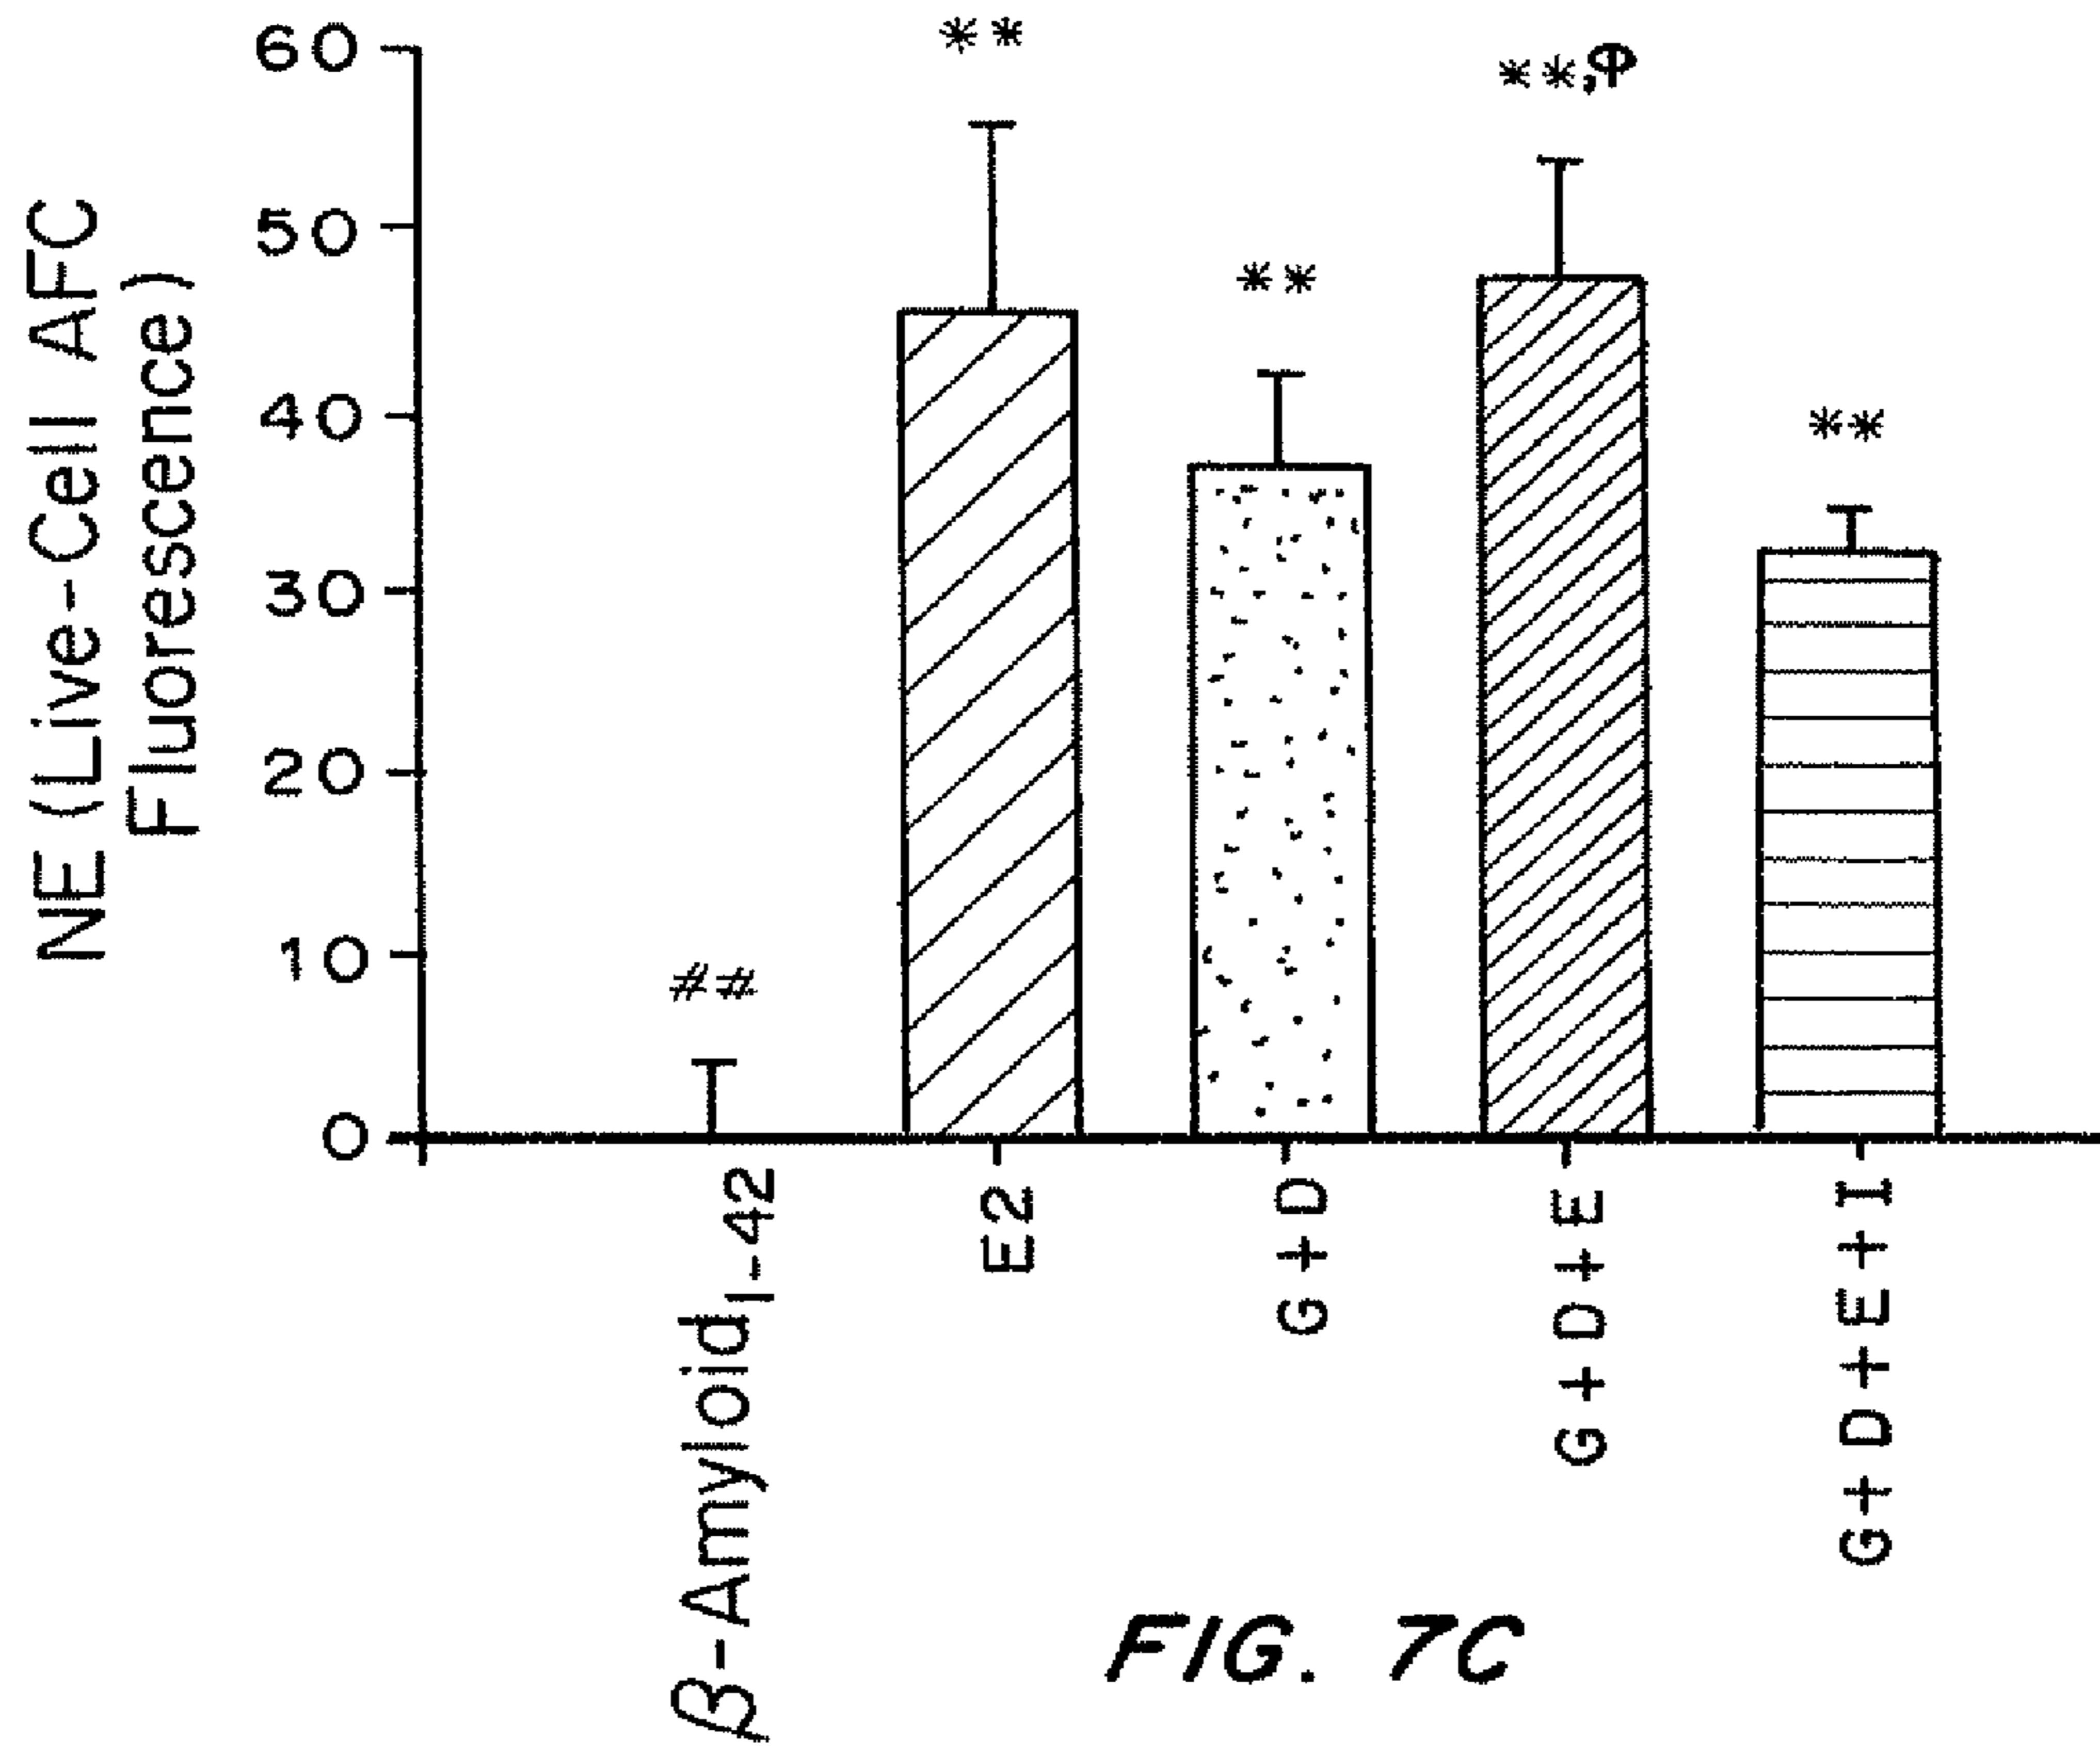 NE (Live-Cell AFC
Fluorescence)
60
50
40
30
20
10
0
##
**
**
**,φ
**
β-Amyloid1-42
E2
G+D
G+D+E
G+D+E+I
FIG. 7C